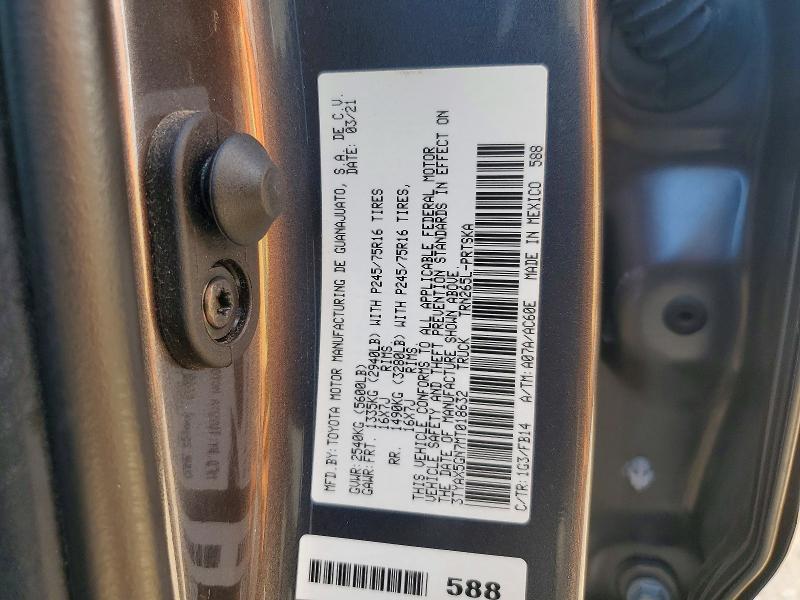 MFD.BY: TOYOTA MOTOR MANUFACTURING DE GUANAJUATO, S.A. DE C.V.
DATE: 03/21
GVWR: 2540KG (5600LB)
GAWR: FRT. 1335KG (2940LB) WITH P245/75R16 TIRES
16X7J RIMS
RR. 1490KG (3280LB) WITH P245/75R16 TIRES,
16X7J RIMS
THIS VEHICLE CONFORMS TO ALL APPLICABLE FEDERAL MOTOR
VEHICLE SAFETY AND THEFT PREVENTION STANDARDS IN EFFECT ON
THE DATE OF MANUFACTURE SHOWN ABOVE.
3TYAX5GN7MT018632 TRUCK TRN265L-PRTSKA
C/TR: 1G3/FB14 A/TM: A07A/AC60E MADE IN MEXICO 588
588